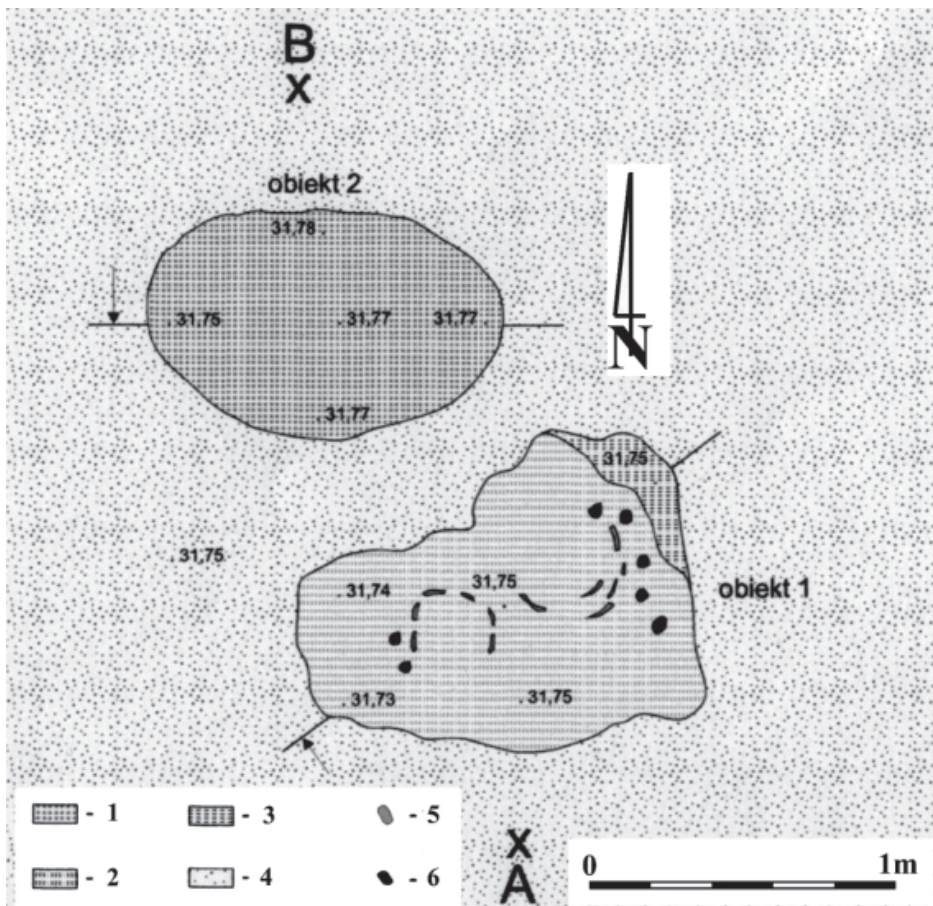 B
x
obiekt 2
31,78
31,75 31,77 31,77
31,77
N
31,75
31,75
31,74 31,75
obiekt 1
31,73 31,75
- 1 - 3 - 5
- 2 - 4 - 6
x
A
0 1m